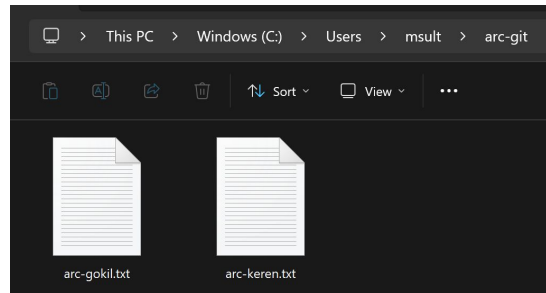 This PC > Windows (C:) > Users > msult > arc-git
Sort View
arc-gokil.txt arc-keren.txt